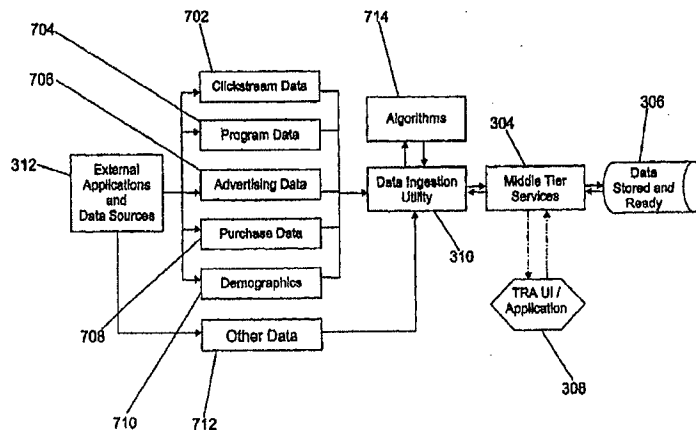 702
704
706
714
306
304
312
Clickstream Data
Program Data
Advertising Data
Purchase Data
Demographics
Other Data
External
Applications
and
Data Sources
Algorithms
Data Ingestion
Utility
Middle Tier
Services
Data
Stored and
Ready
310
TRA UI /
Application
708
710
712
308